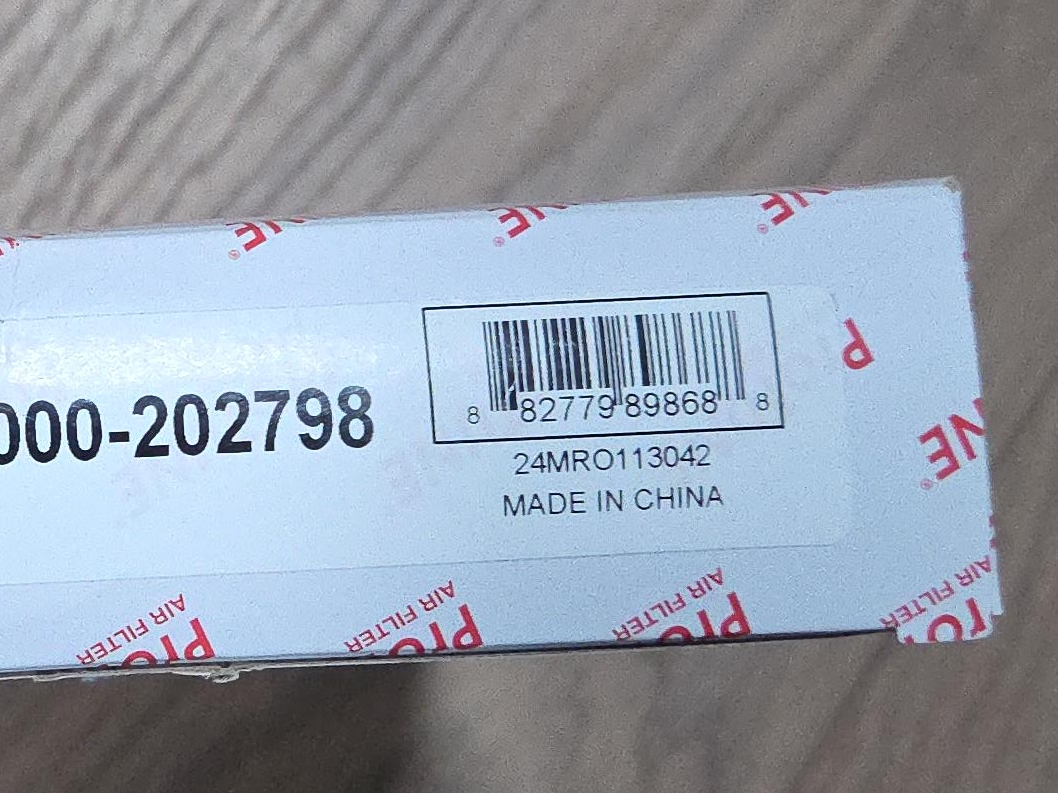 000-202798
8 82779 89868 8
24MRO113042
MADE IN CHINA
AIR FILTER
AIR FILTER
AIR FILTER
AIR FILTER